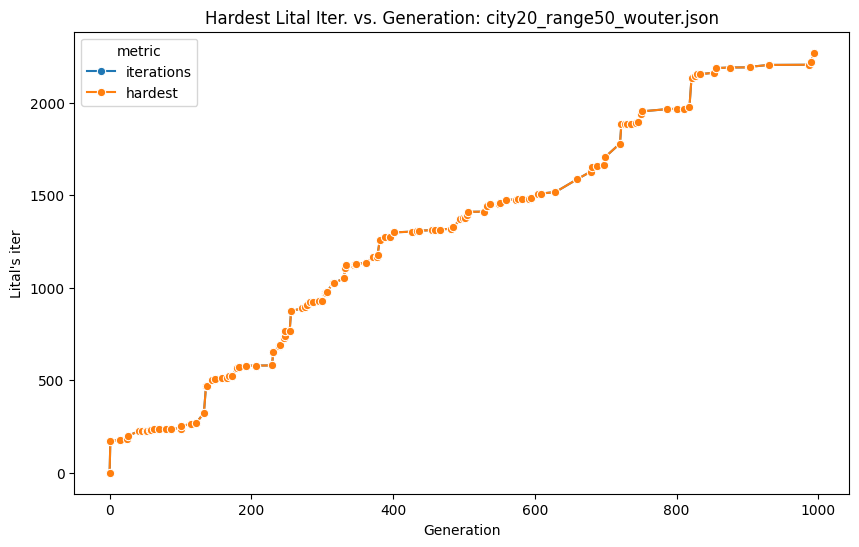 Hardest Lital Iter. vs. Generation: city20_range50_wouter.json
metric
iterations
hardest
2000
1500
1000
500
0
Lital's iter
0
200
400
600
800
1000
Generation